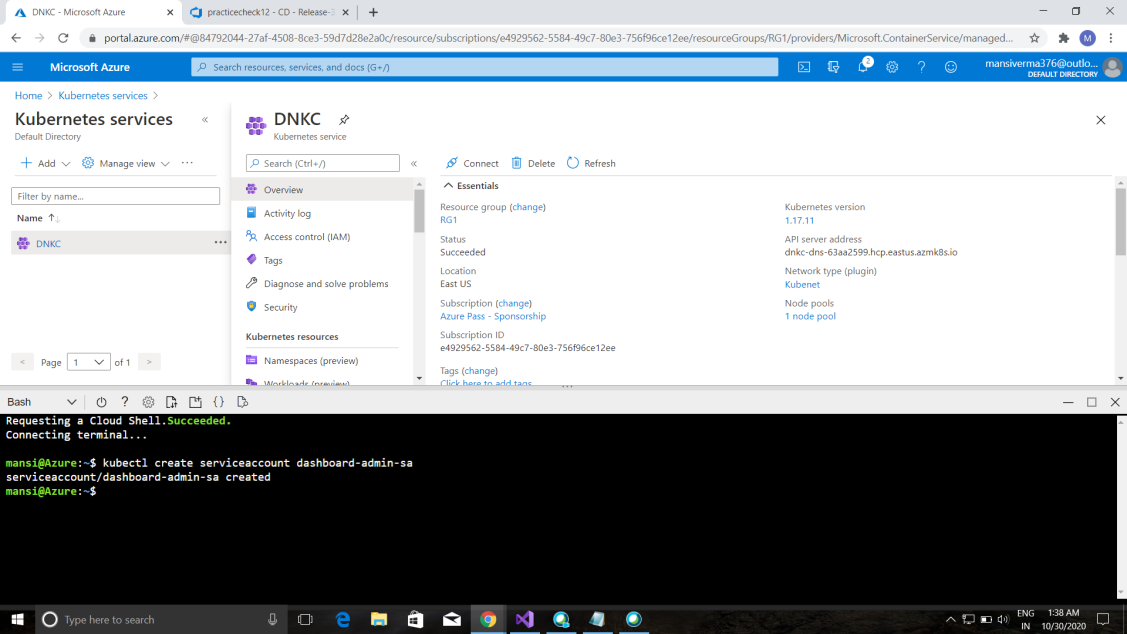 DNKC - Microsoft Azure
practicecheck12 - CD - Release-
portal.azure.com/#@84792044-27af-4508-8ce3-59d7d28e2a0c/resource/subscriptions/e4929562-5584-49c7-80e3-756f96ce12ee/resourceGroups/RG1/providers/Microsoft.ContainerService/managed...
M
Microsoft Azure
Search resources, services, and docs (G+/)
2
mansiverma376@outlo...
DEFAULT DIRECTORY
Home > Kubernetes services >
Kubernetes services
Default Directory
Add
Manage view
Filter by name...
Name
DNKC
Page 1 of 1
DNKC
Kubernetes service
Search (Ctrl+/)
Overview
Activity log
Access control (IAM)
Tags
Diagnose and solve problems
Security
Kubernetes resources
Namespaces (preview)
Workloads (preview)
Connect
Delete
Refresh
Essentials
Resource group (change)
RG1
Status
Succeeded
Location
East US
Subscription (change)
Azure Pass - Sponsorship
Subscription ID
e4929562-5584-49c7-80e3-756f96ce12ee
Tags (change)
Click here to add tags
Kubernetes version
1.17.11
API server address
dnkc-dns-63aa2599.hcp.eastus.azmk8s.io
Network type (plugin)
Kubenet
Node pools
1 node pool
Bash
Requesting a Cloud Shell.Succeeded.
Connecting terminal...
mansi@Azure:~$ kubectl create serviceaccount dashboard-admin-sa
serviceaccount/dashboard-admin-sa created
mansi@Azure:~$
Type here to search
ENG
IN
1:38 AM
10/30/2020